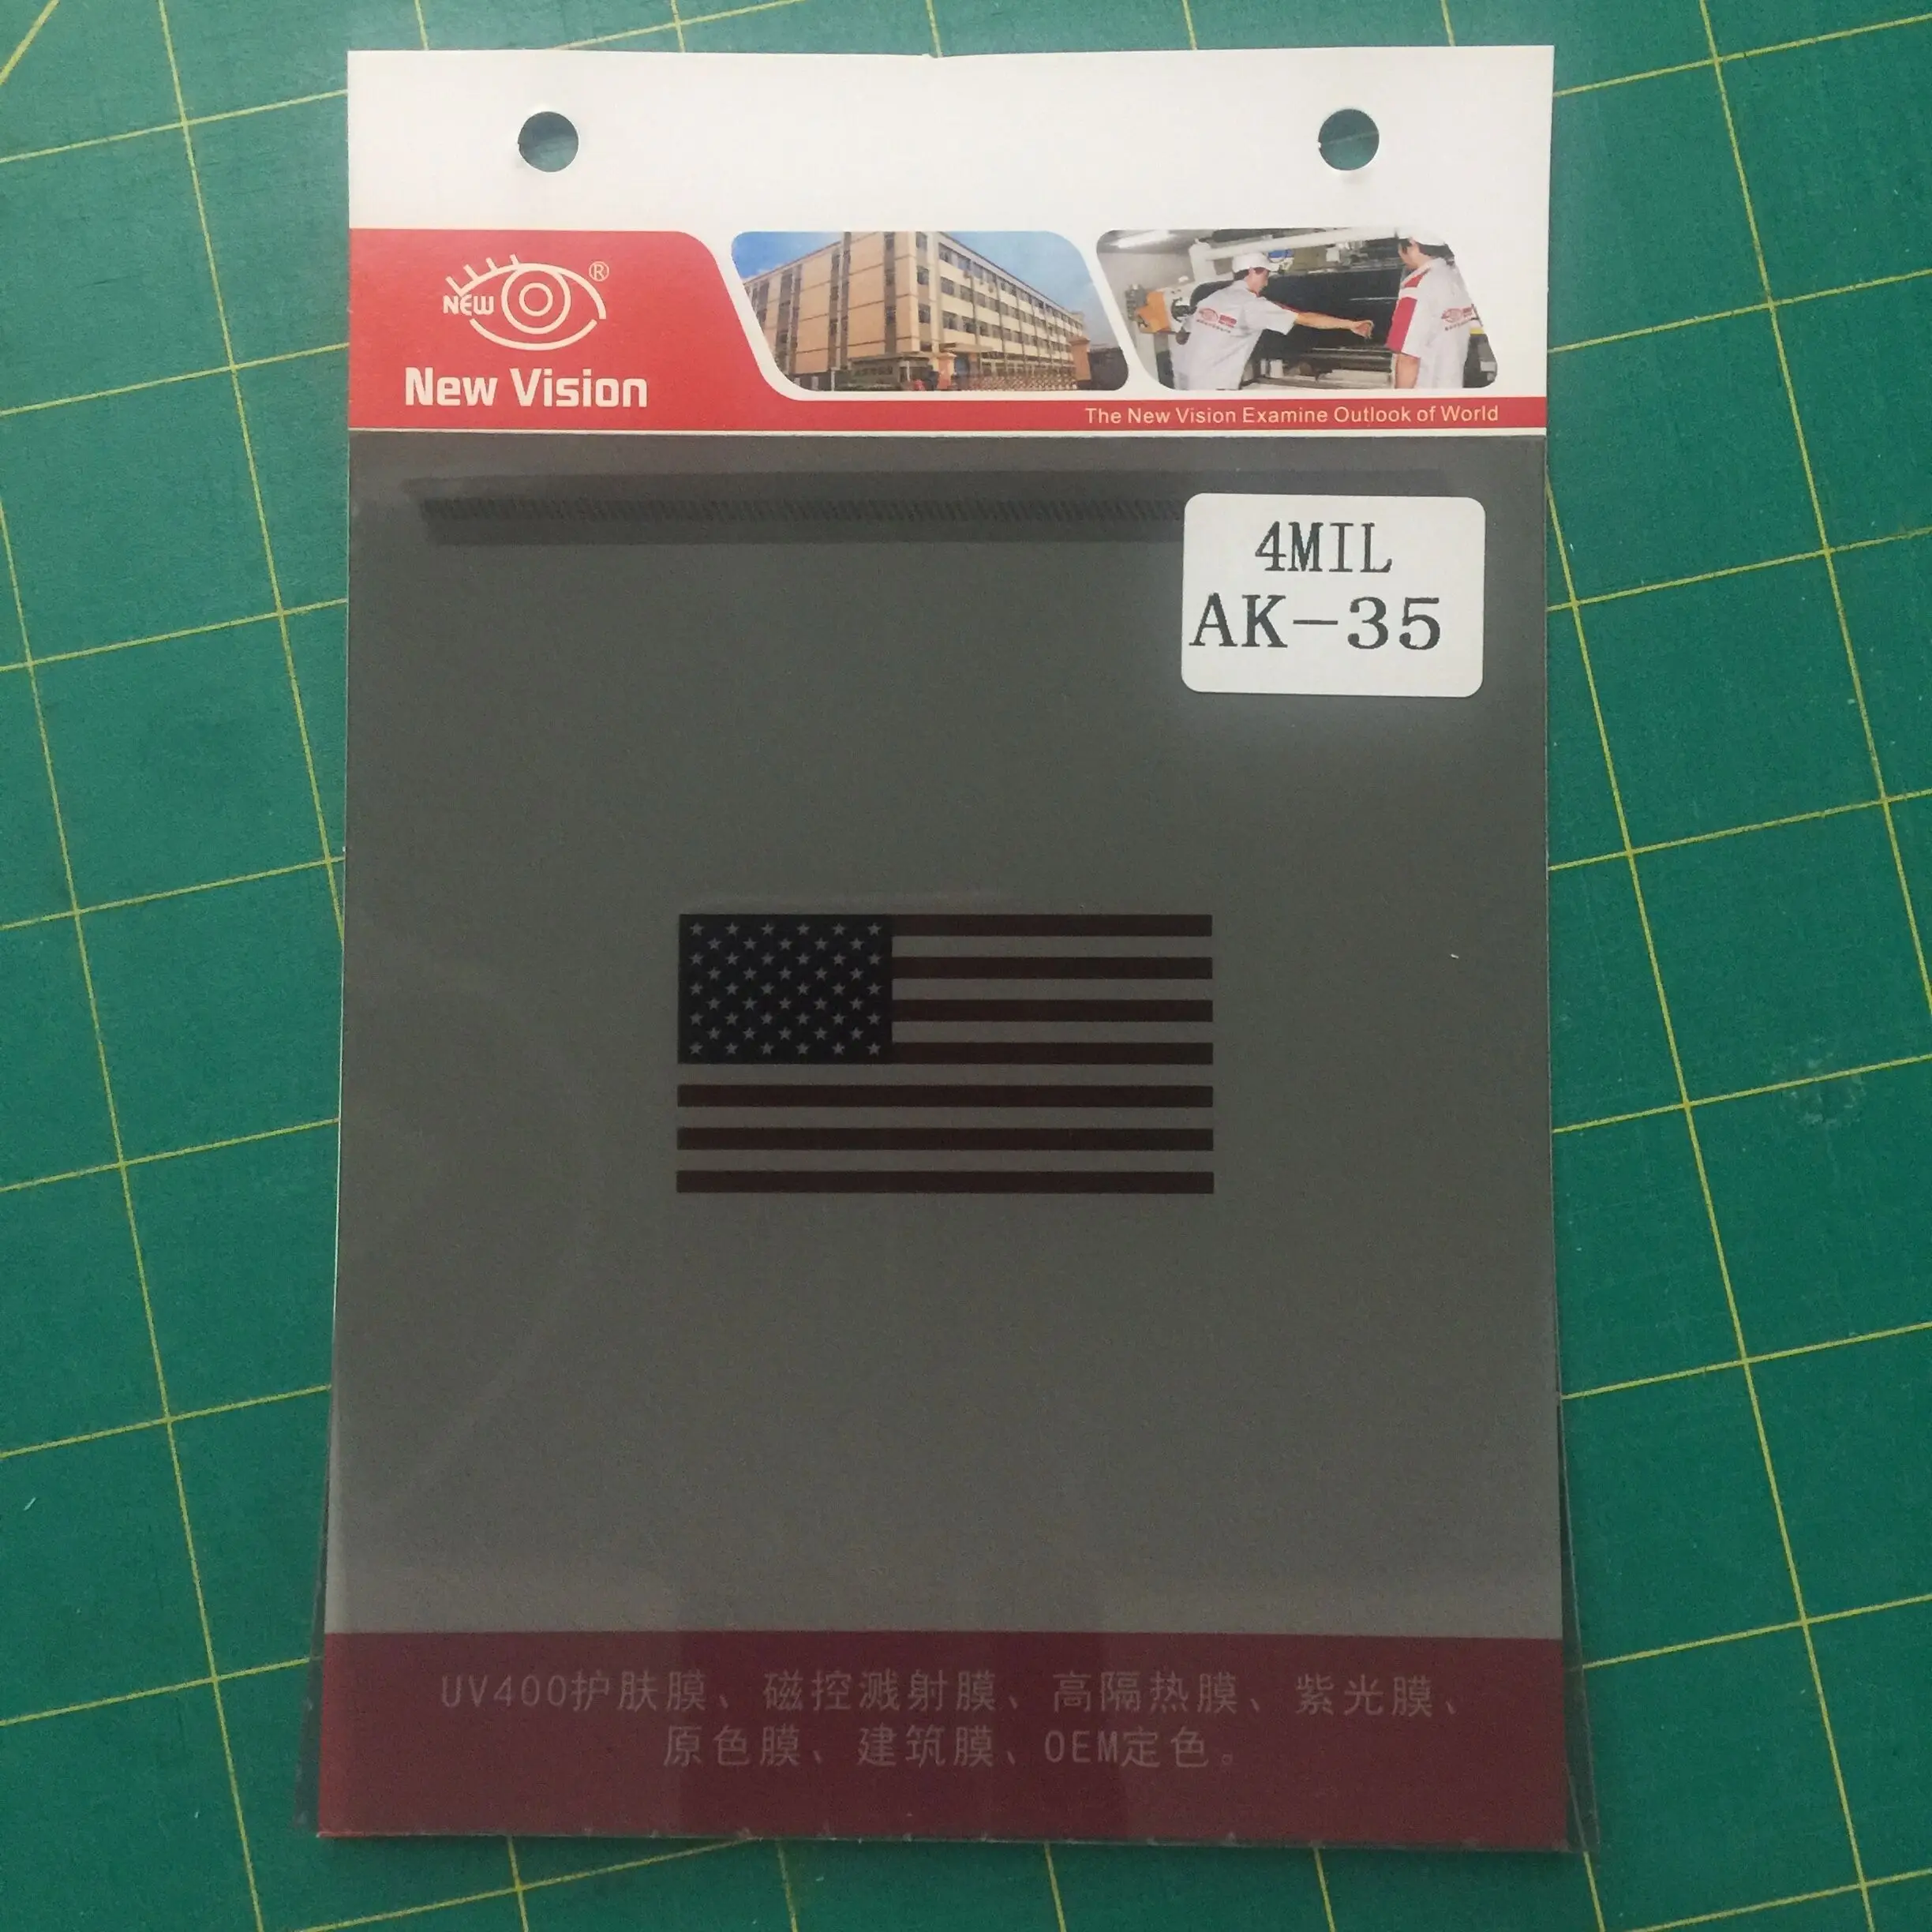 NEW ®
New Vision
The New Vision Examine Outlook of World
4MIL
AK-35
UV400护肤膜、磁控溅射膜、高隔热膜、紫光膜、
原色膜、建筑膜、OEM定色。